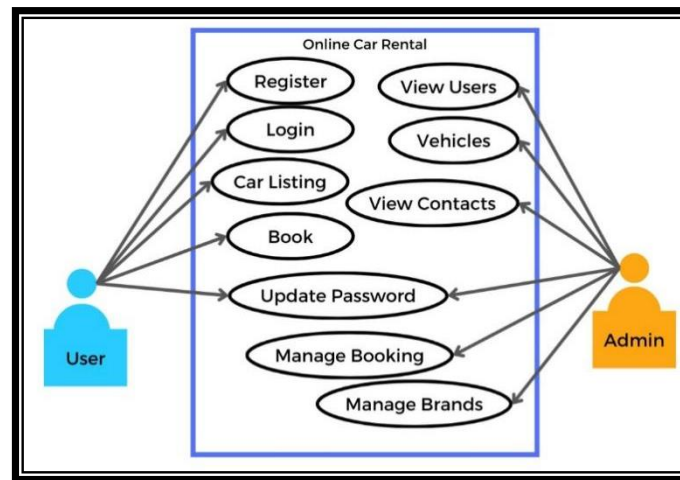 Online Car Rental
Register
View Users
Login
Vehicles
Car Listing
View Contacts
Book
Update Password
User
Admin
Manage Booking
Manage Brands